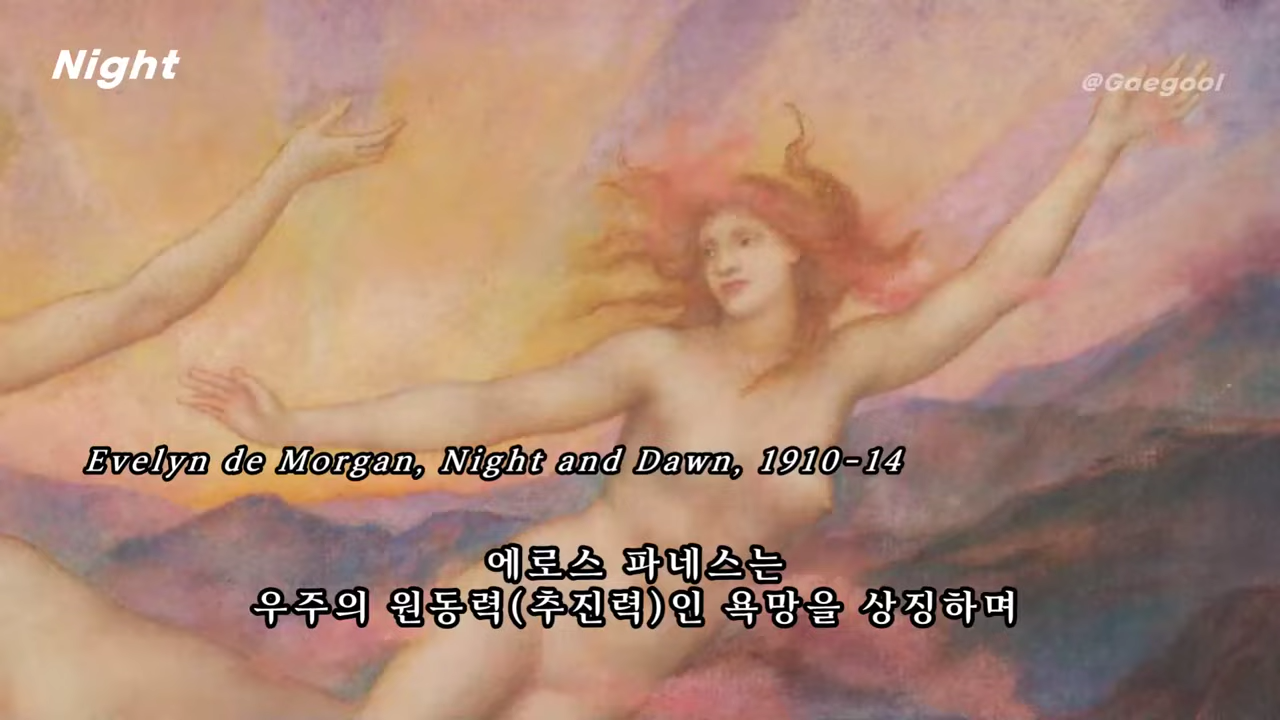 Night
@Gaegool
Evelyn de Morgan, Night and Dawn, 1910-14
에로스 파네스는
우주의 원동력(추진력)인 욕망을 상징하며